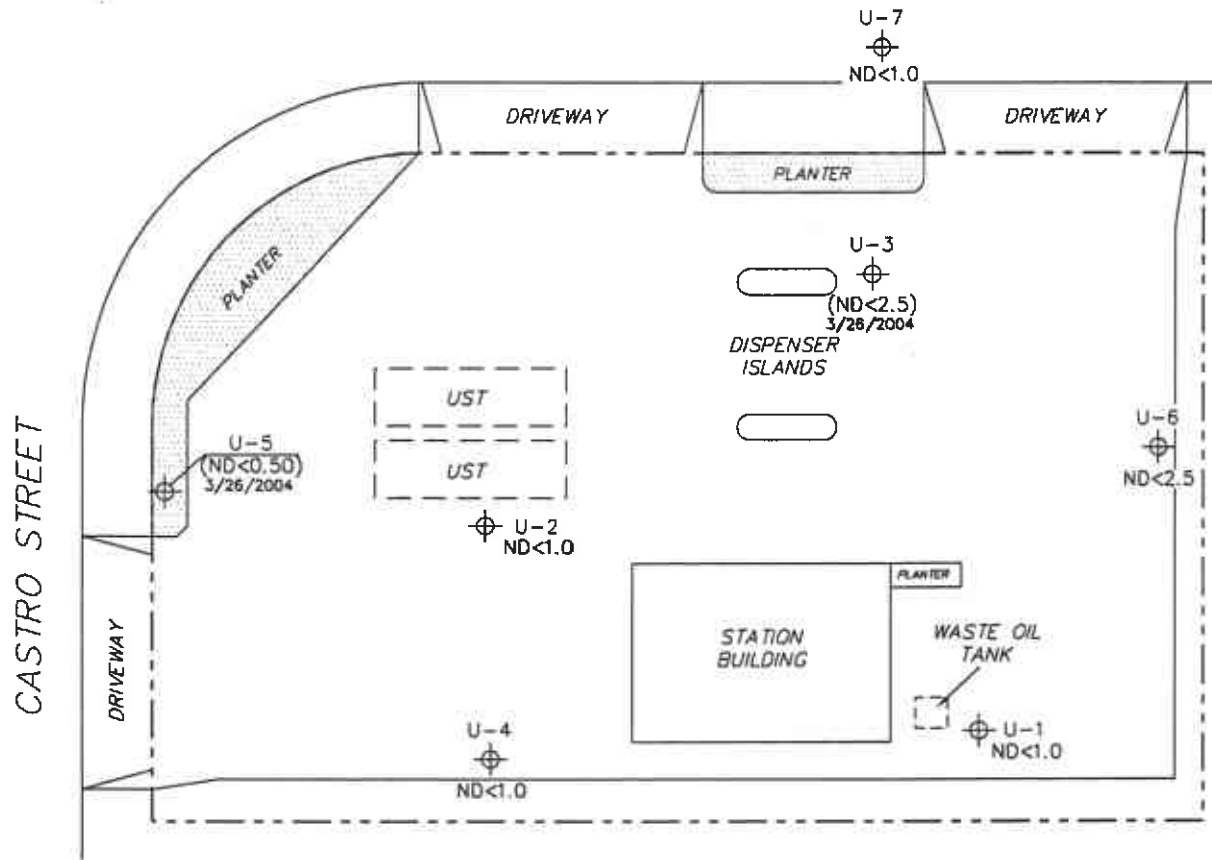 U-7
ND<1.0
DRIVEWAY
DRIVEWAY
PLANTER
PLANTER
U-3
(ND<2.5)
3/26/2004
DISPENSER
ISLANDS
UST
UST
U-6
ND<2.5
CASTRO STREET
U-5
(ND<0.50)
3/26/2004
U-2
ND<1.0
PLANTER
STATION
BUILDING
WASTE OIL
TANK
DRIVEWAY
U-4
ND<1.0
U-1
ND<1.0